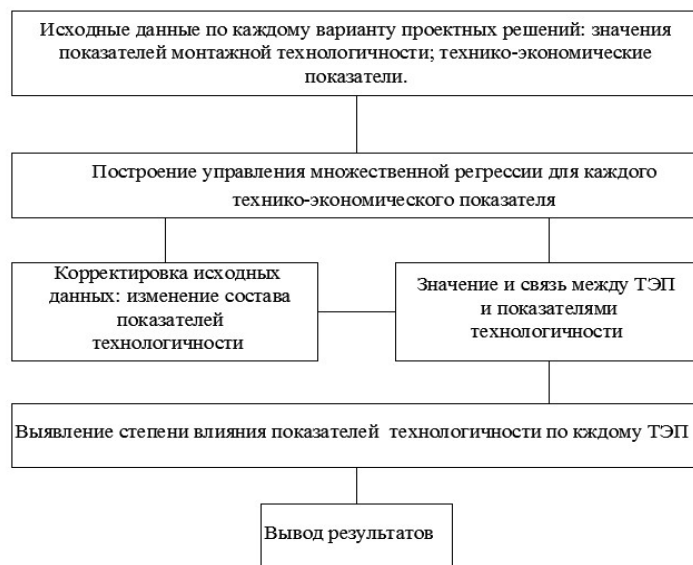 Исходные данные по каждому варианту проектных решений: значения
показателей монтажной технологичности; технико-экономические
показатели.
Построение управления множественной регрессии для каждого
технико-экономического показателя
Корректировка исходных
данных: изменение состава
показателей
технологичности
Значение и связь между ТЭП
и показателями
технологичности
Выявление степени влияния показателей технологичности по кждому ТЭП
Вывод результатов